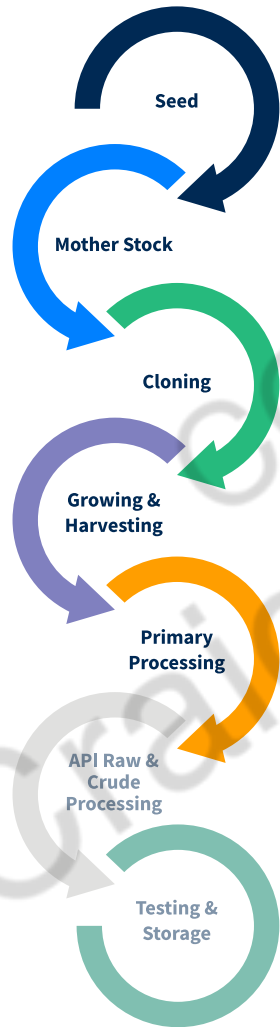 Seed
Mother Stock
Cloning
Growing &
Harvesting
Primary
Processing
API Raw &
Crude
Processing
Testing &
Storage